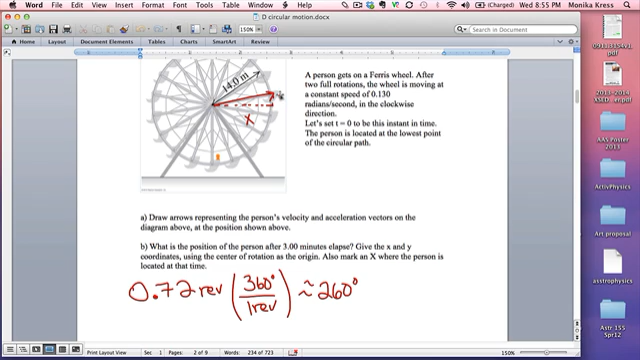 Word File Edit View Insert Format Font Tools Table Window Help
(Charged) Wed 8:55 PM Monika Kress
D circular motion.docx
150%
Search in Document
Home Document Elements Tables Charts SmartArt Review
14.0 m
X
A person gets on a Ferris wheel. After
two full rotations, the wheel is moving at
a constant speed of 0.130
radians/second, in the clockwise
direction.
Let's set t = 0 to be this instant in time.
The person is located at the lowest point
of the circular path.
a) Draw arrows representing the person's velocity and acceleration vectors on the
diagram above, at the position shown above.
b) What is the position of the person after 3.00 minutes elapse? Give the x and y
coordinates, using the center of rotation as the origin. Also mark an X where the person is
located at that time.
0.72 rev (360°/1rev) ≈ 260°
Print Layout View Sec 1 Pages: 2 of 9 Words: 234 of 723 150%
AAS Poster
2013
ActivPhysics
Art proposal
asstrophysics
Astr 155
Spr12